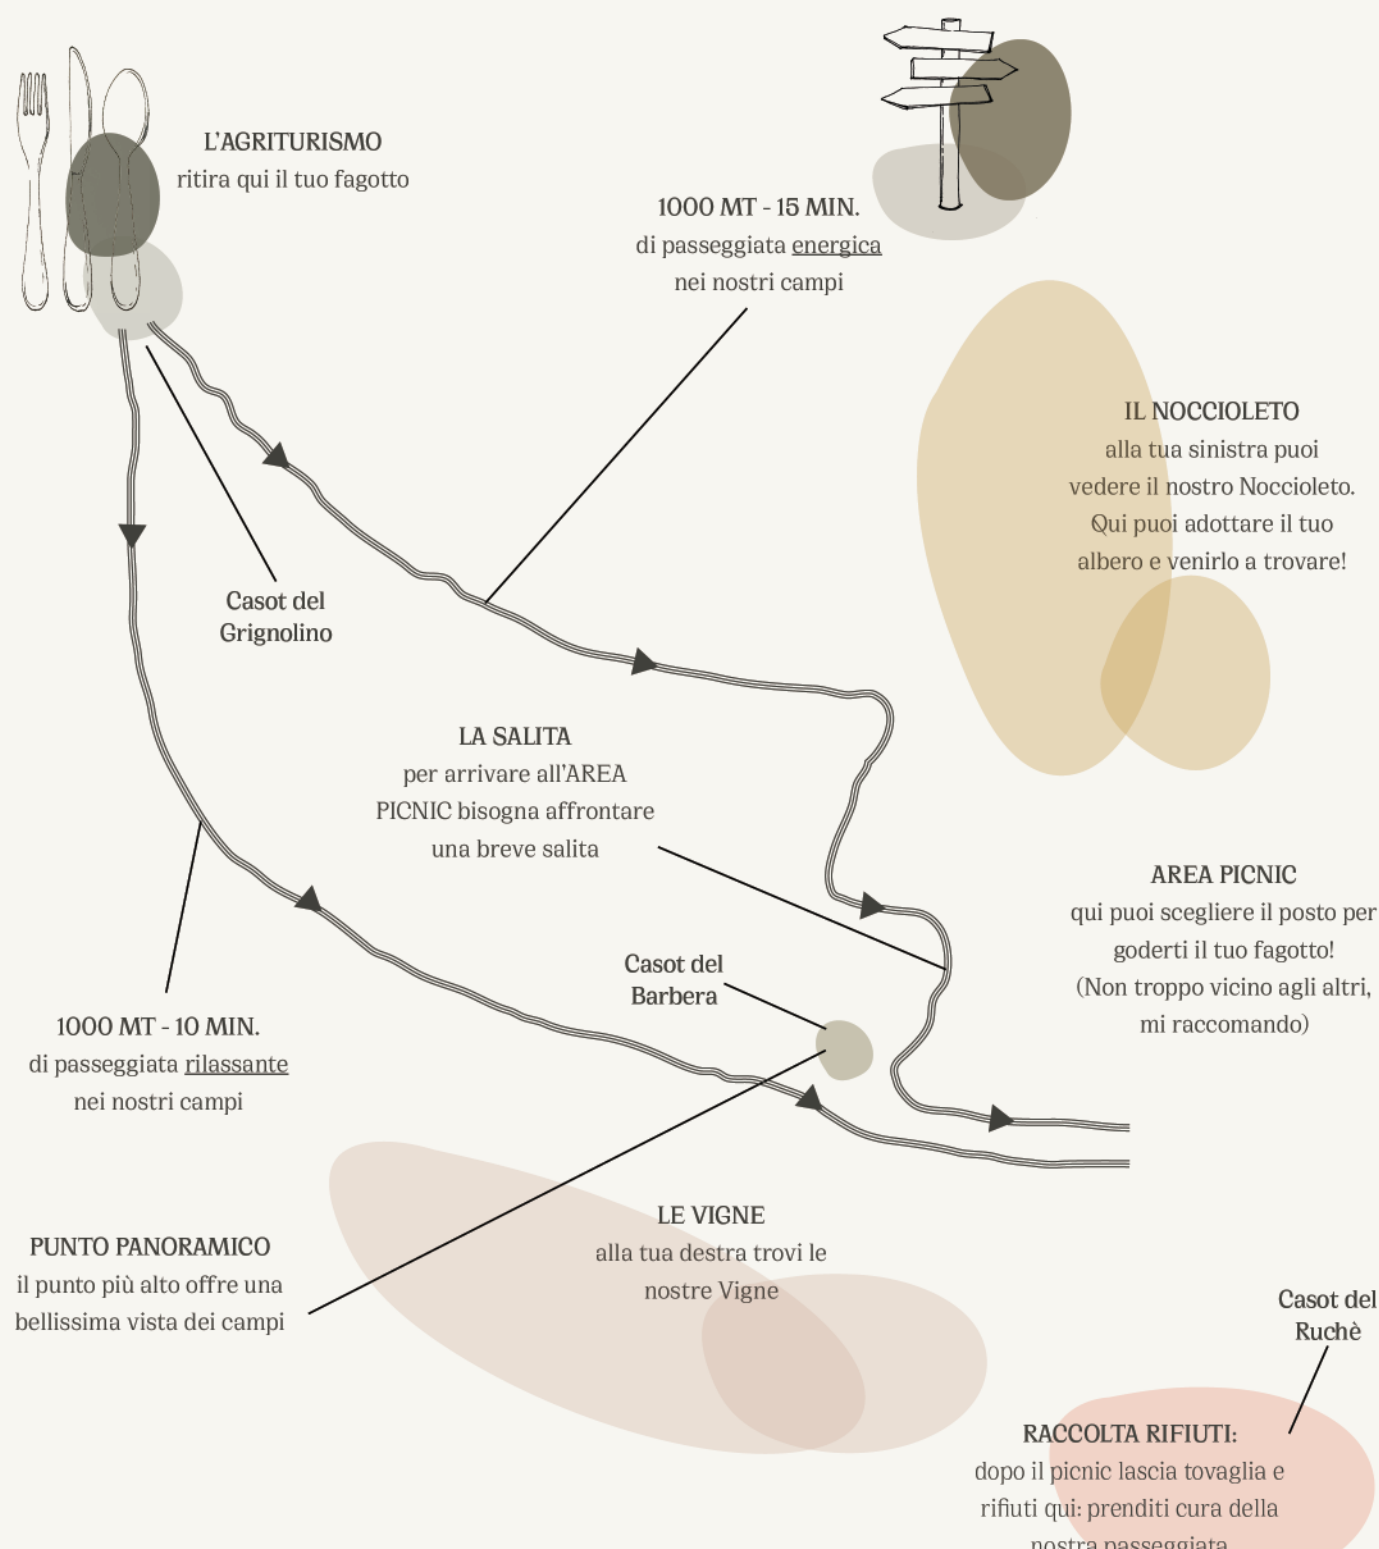 L'AGRITURISMO
ritira qui il tuo fagotto
1000 MT - 15 MIN.
di passeggiata energica
nei nostri campi
IL NOCCIOLETO
alla tua sinistra puoi
vedere il nostro Noccioleto.
Qui puoi adottare il tuo
albero e venirlo a trovare!
Casot del
Grignolino
LA SALITA
per arrivare all'AREA
PICNIC bisogna affrontare
una breve salita
AREA PICNIC
qui puoi scegliere il posto per
goderti il tuo fagotto!
(Non troppo vicino agli altri,
mi raccomando)
Casot del
Barbera
1000 MT - 10 MIN.
di passeggiata rilassante
nei nostri campi
LE VIGNE
alla tua destra trovi le
nostre Vigne
PUNTO PANORAMICO
il punto più alto offre una
bellissima vista dei campi
Casot del
Ruchè
RACCOLTA RIFIUTI:
dopo il picnic lascia tovaglia e
rifiuti qui: prenditi cura della
nostra passeggiata